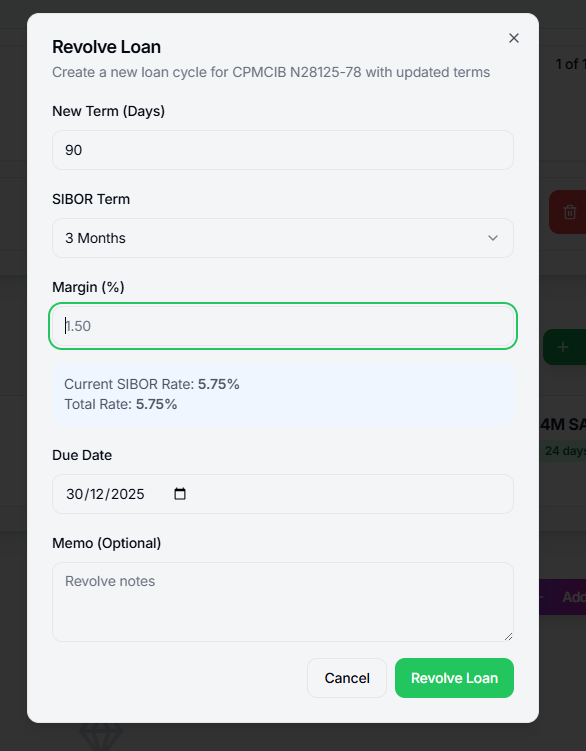 Revolve Loan
Create a new loan cycle for CPMCIB N28125-78 with updated terms
1 of 1
New Term (Days)
90
SIBOR Term
3 Months
Margin (%)
1.50
Current SIBOR Rate: 5.75%
Total Rate: 5.75%
4M SA
24 days
Due Date
30/12/2025
Memo (Optional)
Revolve notes
Add
Cancel
Revolve Loan